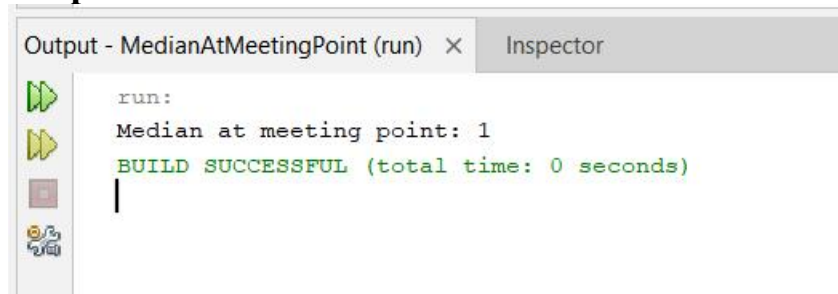 Output - MedianAtMeetingPoint (run) × Inspector
run:
Median at meeting point: 1
BUILD SUCCESSFUL (total time: 0 seconds)